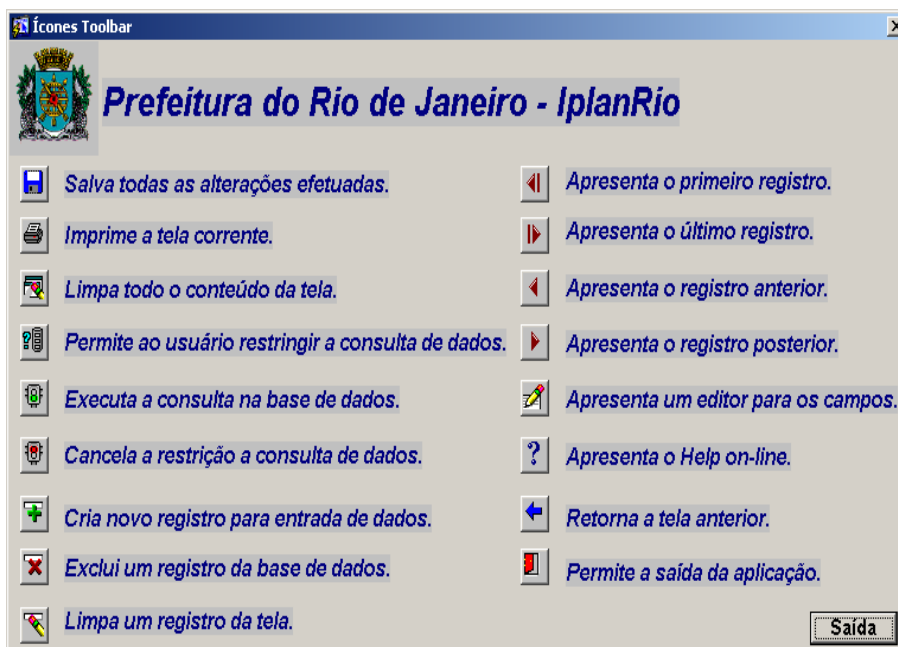 Ícones Toolbar
Prefeitura do Rio de Janeiro - IplanRio
Salva todas as alterações efetuadas.
Imprime a tela corrente.
Limpa todo o conteúdo da tela.
Permite ao usuário restringir a consulta de dados.
Executa a consulta na base de dados.
Cancela a restrição a consulta de dados.
Cria novo registro para entrada de dados.
Exclui um registro da base de dados.
Limpa um registro da tela.
Apresenta o primeiro registro.
Apresenta o último registro.
Apresenta o registro anterior.
Apresenta o registro posterior.
Apresenta um editor para os campos.
Apresenta o Help on-line.
Retorna a tela anterior.
Permite a saída da aplicação.
Saída